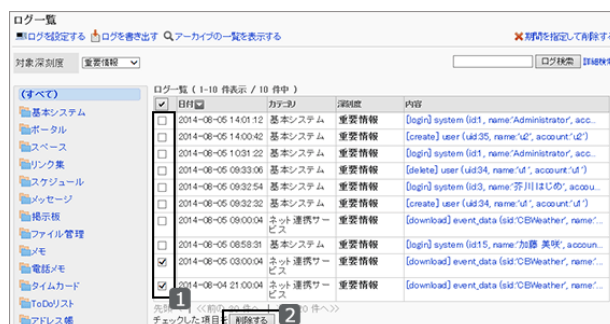 ログ一覧
ログを設定する ログを書き出す アーカイブの一覧を表示する 期間を指定して削除する
対象深刻度 重要情報 ログ検索 詳細検索
(すべて)
基本システム
ポータル
スペース
リンク集
スケジュール
メッセージ
掲示板
ファイル管理
メモ
電話メモ
タイムカード
ToDoリスト
アドレス帳
ログ一覧 ( 1-10 件表示 / 10 件中 )
日付 カテゴリ 深刻度 内容
2014-08-05 14:01:12 基本システム 重要情報 [login] system (id:1, name:'Administrator', acc...
2014-08-05 14:00:42 基本システム 重要情報 [create] user (uid:35, name:'u2', account:'u2')
2014-08-05 10:31:22 基本システム 重要情報 [login] system (id:1, name:'Administrator', acc...
2014-08-05 09:33:06 基本システム 重要情報 [delete] user (uid:34, name:'u1', account:'u1')
2014-08-05 09:32:54 基本システム 重要情報 [login] system (id:3, name:'芥川 はじめ', accou...
2014-08-05 09:32:32 基本システム 重要情報 [create] user (uid:34, name:'u1', account:'u1')
2014-08-05 09:00:04 ネット連携サービス 重要情報 [download] event_data (sid:'CBWeather', name:'...
2014-08-05 08:58:31 基本システム 重要情報 [login] system (id:15, name:'加藤 美咲', accoun...
2014-08-05 03:00:04 ネット連携サービス 重要情報 [download] event_data (sid:'CBWeather', name:'...
2014-08-04 21:00:04 ネット連携サービス 重要情報 [download] event_data (sid:'CBWeather', name:'...
1
先頭へ | <<前の 20 件へ | 20 件へ>>
チェックした項目を 削除する 2